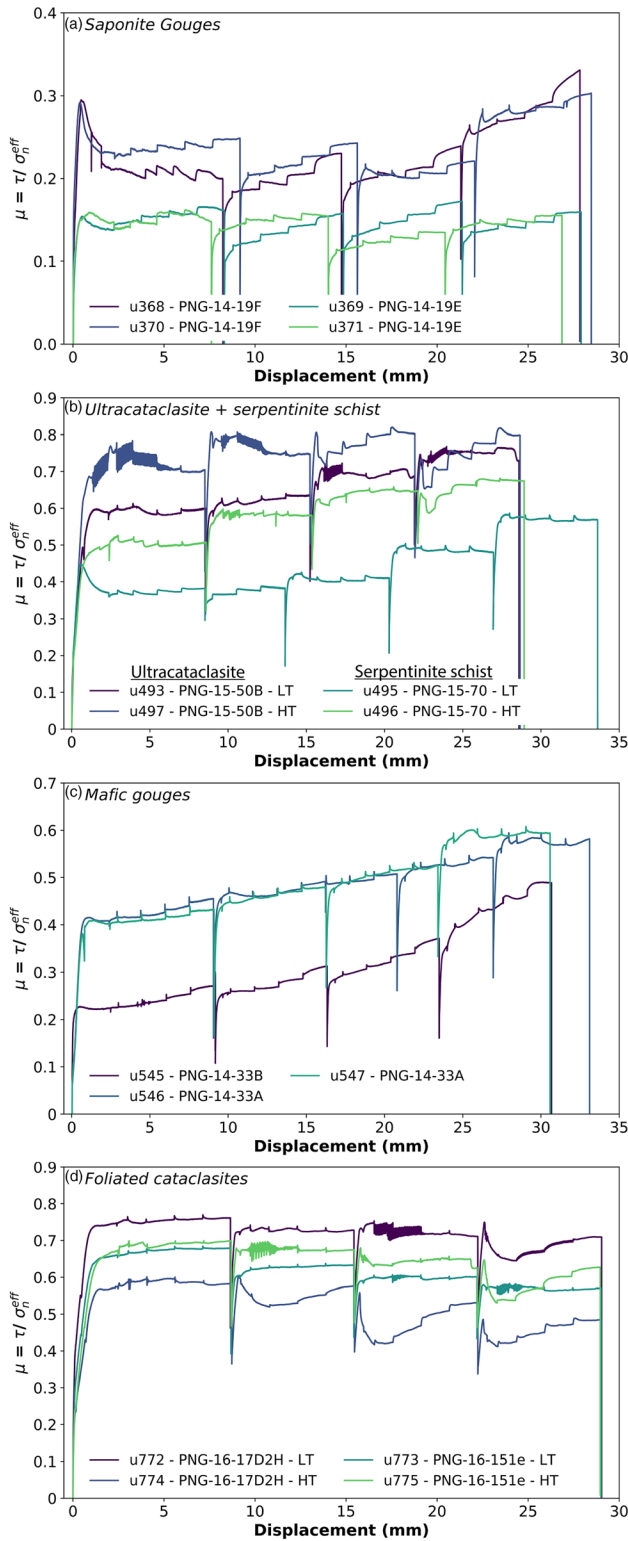 (a) Saponite Gouges
0.4
0.3
0.2
0.1
0.0
μ = τ/ σₙᵉᶠᶠ
u368 - PNG-14-19F
u369 - PNG-14-19E
u370 - PNG-14-19F
u371 - PNG-14-19E
0 5 10 15 20 25 30
Displacement (mm)
(b) Ultracataclasite + serpentinite schist
0.9
0.8
0.7
0.6
0.5
0.4
0.3
0.2
0.1
0
μ = τ/ σₙᵉᶠᶠ
Ultracataclasite Serpentinite schist
u493 - PNG-15-50B - LT
u495 - PNG-15-70 - LT
u497 - PNG-15-50B - HT
u496 - PNG-15-70 - HT
0 5 10 15 20 25 30 35
Displacement (mm)
(c) Mafic gouges
0.7
0.6
0.5
0.4
0.3
0.2
0.1
0
μ = τ/ σₙᵉᶠᶠ
u545 - PNG-14-33B
u547 - PNG-14-33A
u546 - PNG-14-33A
0 5 10 15 20 25 30 35
Displacement (mm)
(d) Foliated cataclasites
0.9
0.8
0.7
0.6
0.5
0.4
0.3
0.2
0.1
0
μ = τ/ σₙᵉᶠᶠ
u772 - PNG-16-17D2H - LT
u773 - PNG-16-151e - LT
u774 - PNG-16-17D2H - HT
u775 - PNG-16-151e - HT
0 5 10 15 20 25 30
Displacement (mm)